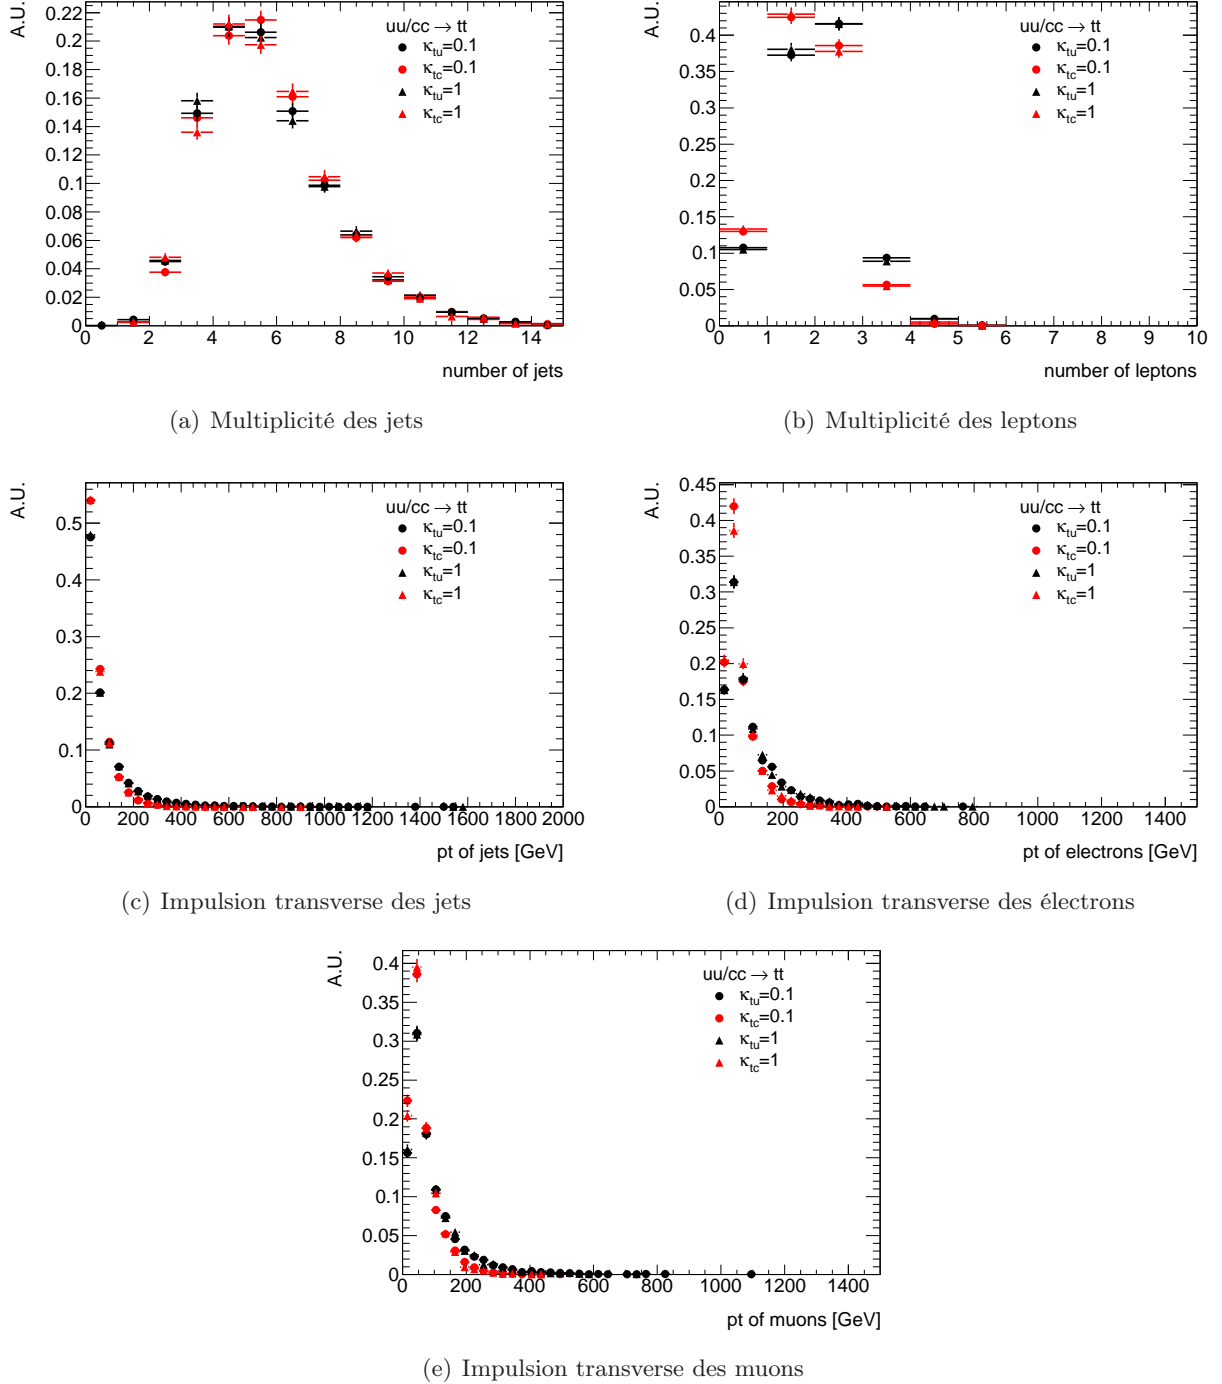 A.U.
uu/cc → tt
κtu=0.1
κtc=0.1
κtu=1
κtc=1
0.22
0.2
0.18
0.16
0.14
0.12
0.1
0.08
0.06
0.04
0.02
0
0 2 4 6 8 10 12 14
number of jets
(a) Multiplicité des jets
A.U.
uu/cc → tt
κtu=0.1
κtc=0.1
κtu=1
κtc=1
0.4
0.35
0.3
0.25
0.2
0.15
0.1
0.05
0
0 1 2 3 4 5 6 7 8 9 10
number of leptons
(b) Multiplicité des leptons
A.U.
uu/cc → tt
κtu=0.1
κtc=0.1
κtu=1
κtc=1
0.5
0.4
0.3
0.2
0.1
0
0 200 400 600 800 1000 1200 1400 1600 1800 2000
pt of jets [GeV]
(c) Impulsion transverse des jets
A.U.
uu/cc → tt
κtu=0.1
κtc=0.1
κtu=1
κtc=1
0.45
0.4
0.35
0.3
0.25
0.2
0.15
0.1
0.05
0
0 200 400 600 800 1000 1200 1400
pt of electrons [GeV]
(d) Impulsion transverse des électrons
A.U.
uu/cc → tt
κtu=0.1
κtc=0.1
κtu=1
κtc=1
0.4
0.35
0.3
0.25
0.2
0.15
0.1
0.05
0
0 200 400 600 800 1000 1200 1400
pt of muons [GeV]
(e) Impulsion transverse des muons